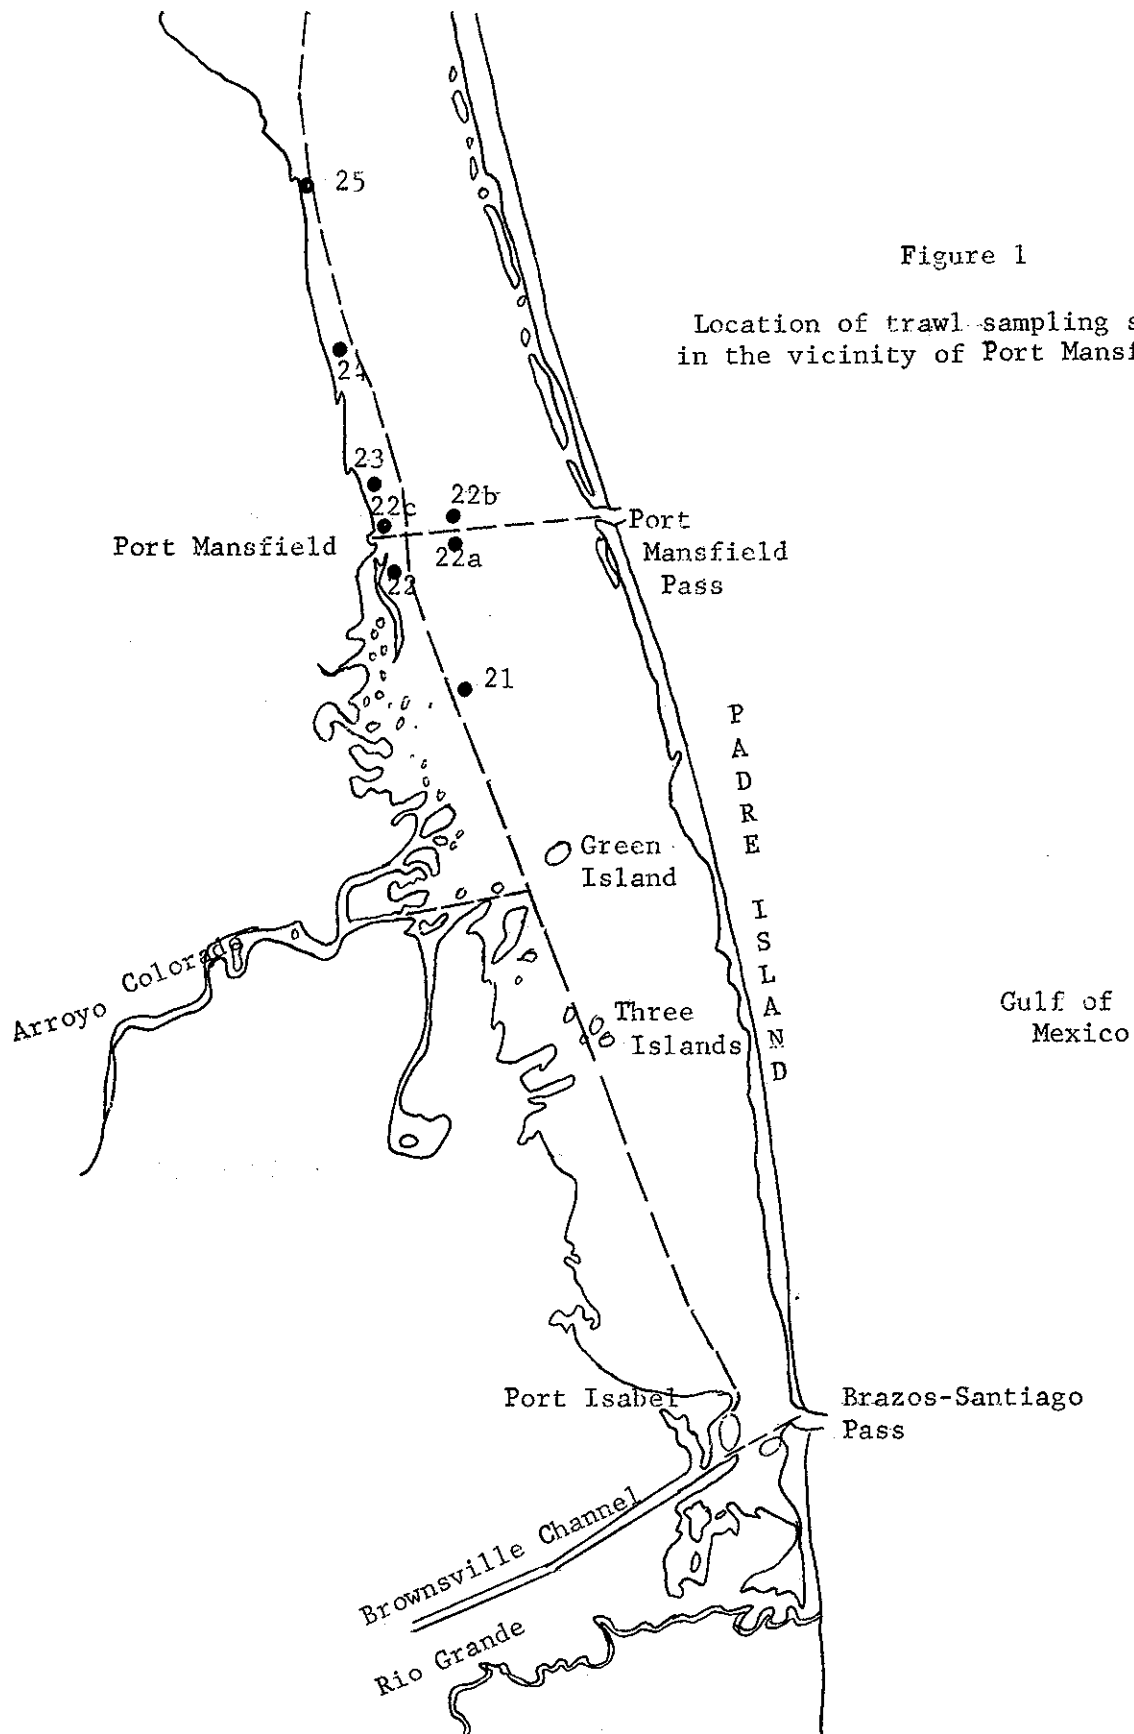 25
Figure 1
Location of trawl sampling s
in the vicinity of Port Mansf
24
23
22c
22b
Port Mansfield
22a
Port
Mansfield
Pass
22
21
PADRE ISLAND
Green
Island
Arroyo Colorado
Three
Islands
Gulf of
Mexico
Port Isabel
Brazos-Santiago
Pass
Brownsville Channel
Rio Grande